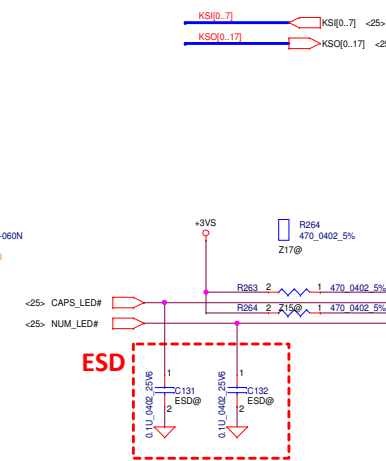 KSI[0..7]
KSI[0..7] <25>
KSO[0..17]
KSO[0..17]
-060N
+3VS
R264
470_0402_5%
Z17@
R263 2 1 470_0402_5%
<25> CAPS_LED#
R264 2 Z15@ 1 470_0402_5%
<25> NUM_LED#
ESD
0.1U_0402_25V6
1
C131
ESD@
2
0.1U_0402_25V6
1
C132
ESD@
2